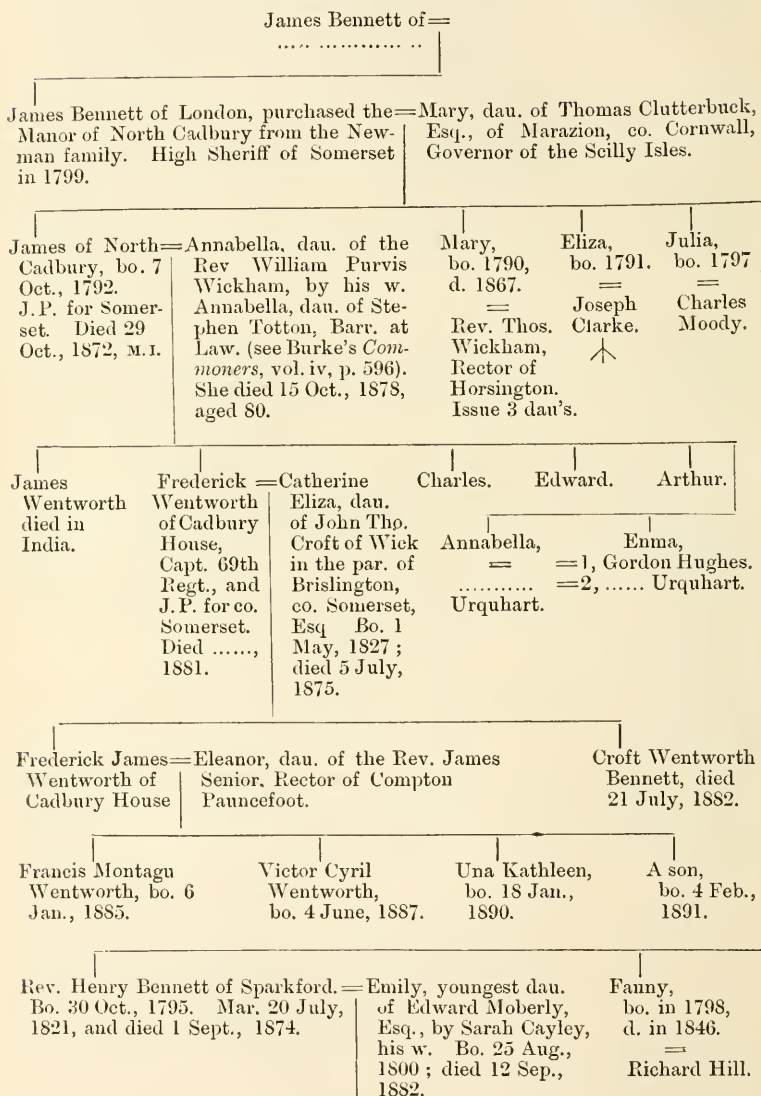 James Bennett of=
..... ............ ..
James Bennett of London, purchased the=Mary, dau. of Thomas Clutterbuck,
Manor of North Cadbury from the New- Esq., of Marazion, co. Cornwall,
man family. High Sheriff of Somerset Governor of the Scilly Isles.
in 1799.
James of North=Annabella, dau. of the
Cadbury, bo. 7 Rev William Purvis
Oct., 1792. Wickham, by his w.
J.P. for Somer- Annabella, dau. of Ste-
set. Died 29 phen Totton, Barr. at
Oct., 1872, M.I. Law. (see Burke's Com-
moners, vol. iv, p. 596).
She died 15 Oct., 1878,
aged 80.
Mary,
bo. 1790,
d. 1867.
=
Rev. Thos.
Wickham,
Rector of
Horsington.
Issue 3 dau's.
Eliza,
bo. 1791.
=
Joseph
Clarke.
Julia,
bo. 1797
=
Charles
Moody.
James
Wentworth
died in
India.
Frederick =Catherine
Wentworth Eliza, dau.
of Cadbury of John Tho.
House, Croft of Wick
Capt. 69th in the par. of
Regt., and Brislington,
J.P. for co. co. Somerset,
Somerset. Esq Bo. 1
Died ......, May, 1827 ;
1881. died 5 July,
1875.
Charles.
Edward.
Arthur.
Annabella,
=
...........
Urquhart.
Emma,
=1, Gordon Hughes.
=2, ...... Urquhart.
Frederick James=Eleanor, dau. of the Rev. James
Wentworth of Senior. Rector of Compton
Cadbury House Pauncefoot.
Croft Wentworth
Bennett, died
21 July, 1882.
Francis Montagu
Wentworth, bo. 6
Jan., 1885.
Victor Cyril
Wentworth,
bo. 4 June, 1887.
Una Kathleen,
bo. 18 Jan.,
1890.
A son,
bo. 4 Feb.,
1891.
Rev. Henry Bennett of Sparkford.=Emily, youngest dau.
Bo. 30 Oct., 1795. Mar. 20 July, of Edward Moberly,
1821, and died 1 Sept., 1874. Esq., by Sarah Cayley,
his w. Bo. 25 Aug.,
1800 ; died 12 Sep.,
1882.
Fanny,
bo. in 1798,
d. in 1846.
=
Richard Hill.